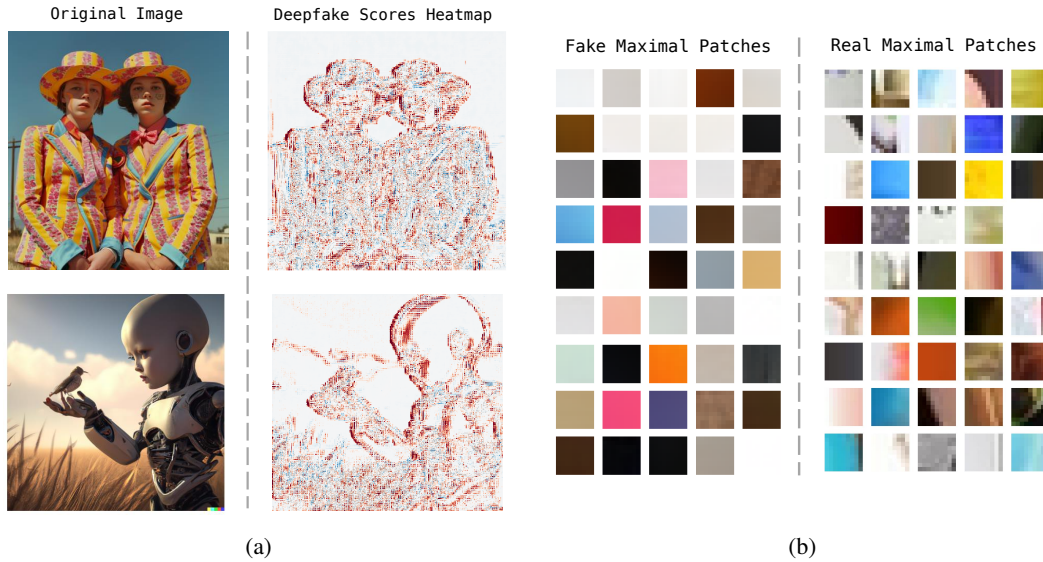 Original Image
Deepfake Scores Heatmap
Fake Maximal Patches
Real Maximal Patches
(a)
(b)